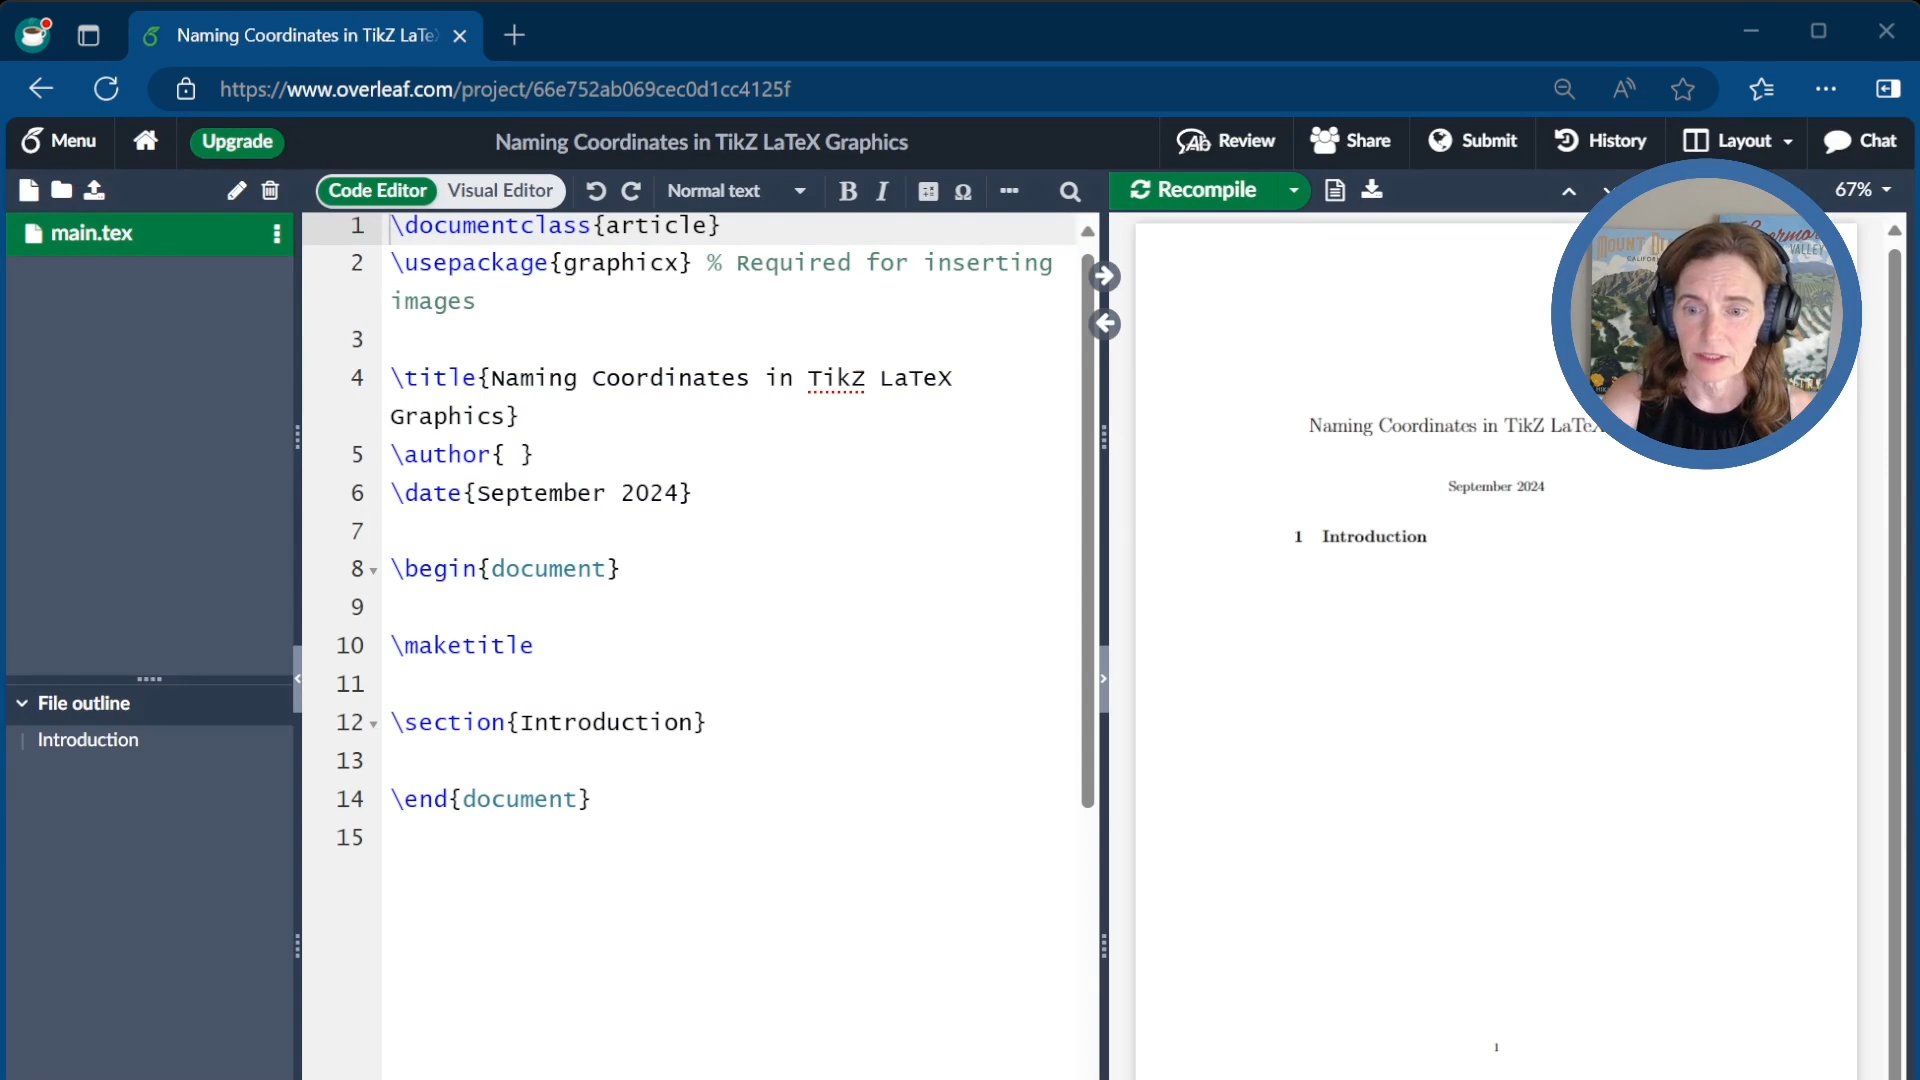 Naming Coordinates in TikZ LaTe
https://www.overleaf.com/project/66e752ab069cec0d1cc4125f
Menu
Upgrade
Naming Coordinates in TikZ LaTeX Graphics
Review
Share
Submit
History
Layout
Chat
Code Editor
Visual Editor
Normal text
B I Ω
Recompile
67%
main.tex
1 \documentclass{article}
2 \usepackage{graphicx} % Required for inserting
images
3
4 \title{Naming Coordinates in TikZ LaTeX
Graphics}
5 \author{ }
6 \date{September 2024}
7
8 \begin{document}
9
10 \maketitle
11
12 \section{Introduction}
13
14 \end{document}
15
File outline
Introduction
MOUNT
CALIFOR
VALLEY
Naming Coordinates in TikZ LaTeX
September 2024
1 Introduction
1